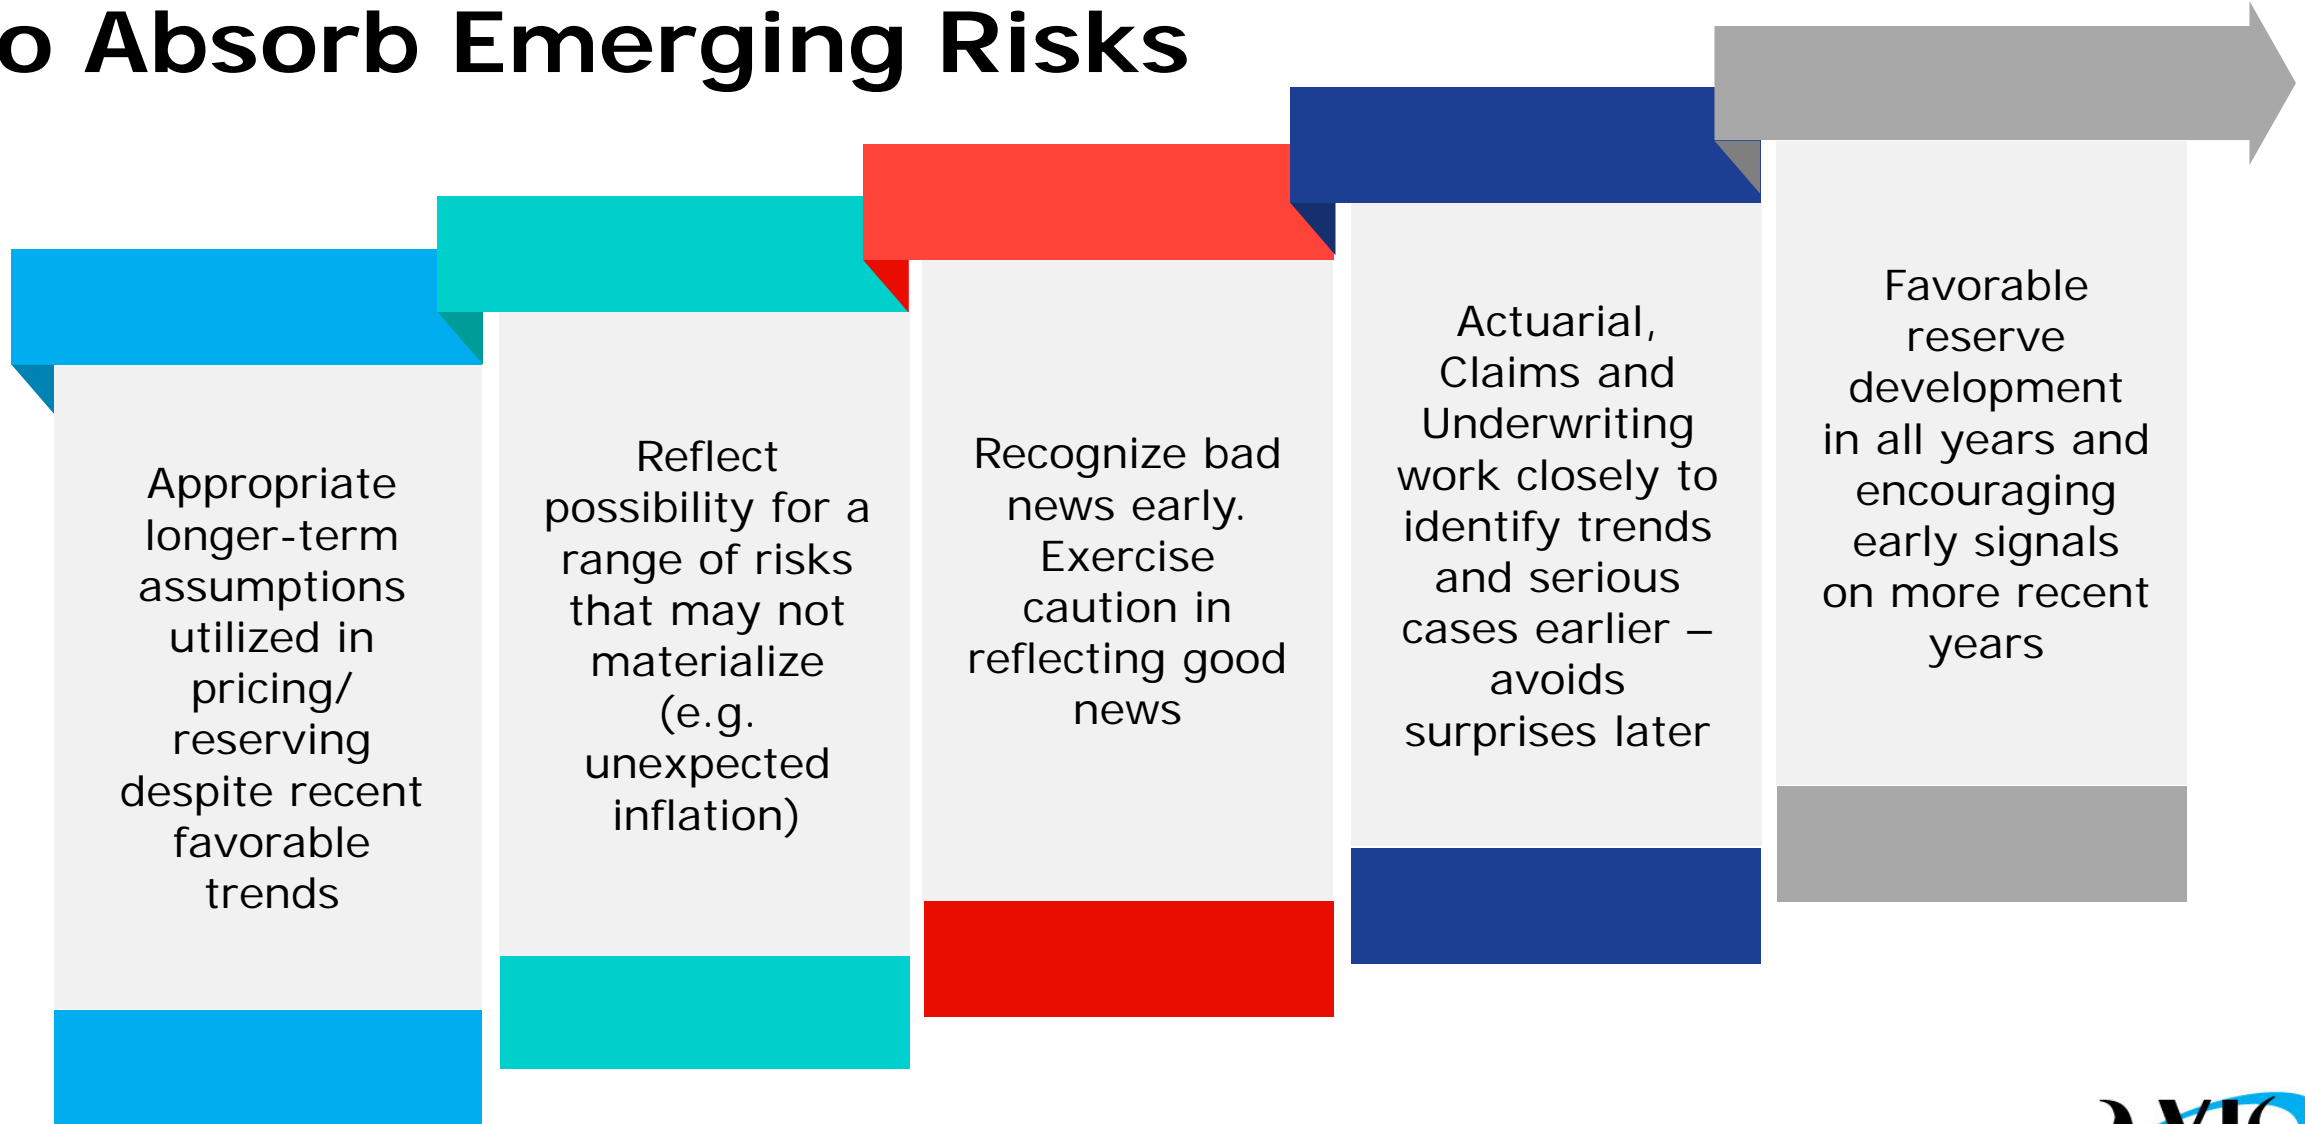 o Absorb Emerging Risks
Appropriate
longer-term
assumptions
utilized in
pricing/
reserving
despite recent
favorable
trends
Reflect
possibility for a
range of risks
that may not
materialize
(e.g.
unexpected
inflation)
Recognize bad
news early.
Exercise
caution in
reflecting good
news
Actuarial,
Claims and
Underwriting
work closely to
identify trends
and serious
cases earlier –
avoids
surprises later
Favorable
reserve
development
in all years and
encouraging
early signals
on more recent
years